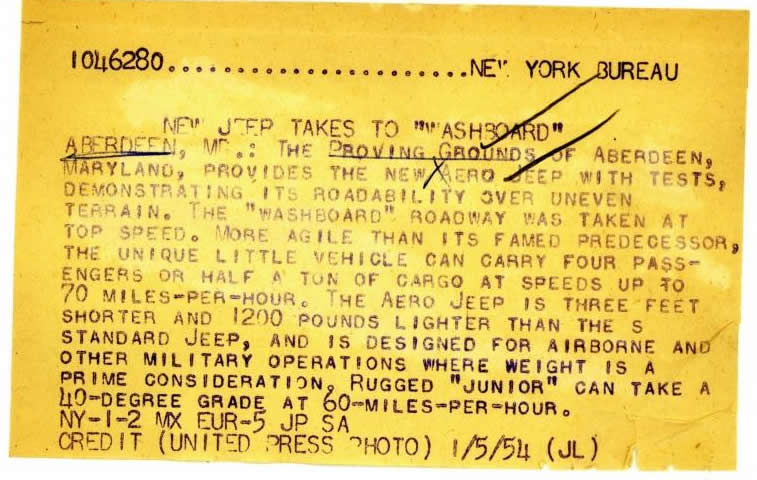 1046280.......................NEW YORK BUREAU
NEW JEEP TAKES TO "WASHBOARD"
ABERDEEN, MD.: THE PROVING GROUNDS OF ABERDEEN,
MARYLAND, PROVIDES THE NEW AERO JEEP WITH TESTS,
DEMONSTRATING ITS ROADABILITY OVER UNEVEN
TERRAIN. THE "WASHBOARD" ROADWAY WAS TAKEN AT
TOP SPEED. MORE AGILE THAN ITS FAMED PREDECESSOR,
THE UNIQUE LITTLE VEHICLE CAN CARRY FOUR PASS-
ENGERS OR HALF A TON OF CARGO AT SPEEDS UP TO
70 MILES-PER-HOUR. THE AERO JEEP IS THREE FEET
SHORTER AND 1200 POUNDS LIGHTER THAN THE S
STANDARD JEEP, AND IS DESIGNED FOR AIRBORNE AND
OTHER MILITARY OPERATIONS WHERE WEIGHT IS A
PRIME CONSIDERATION. RUGGED "JUNIOR" CAN TAKE A
40-DEGREE GRADE AT 60-MILES-PER-HOUR.
NY-1-2 MX EUR-5 JP SA
CREDIT (UNITED PRESS PHOTO) 1/5/54 (JL)